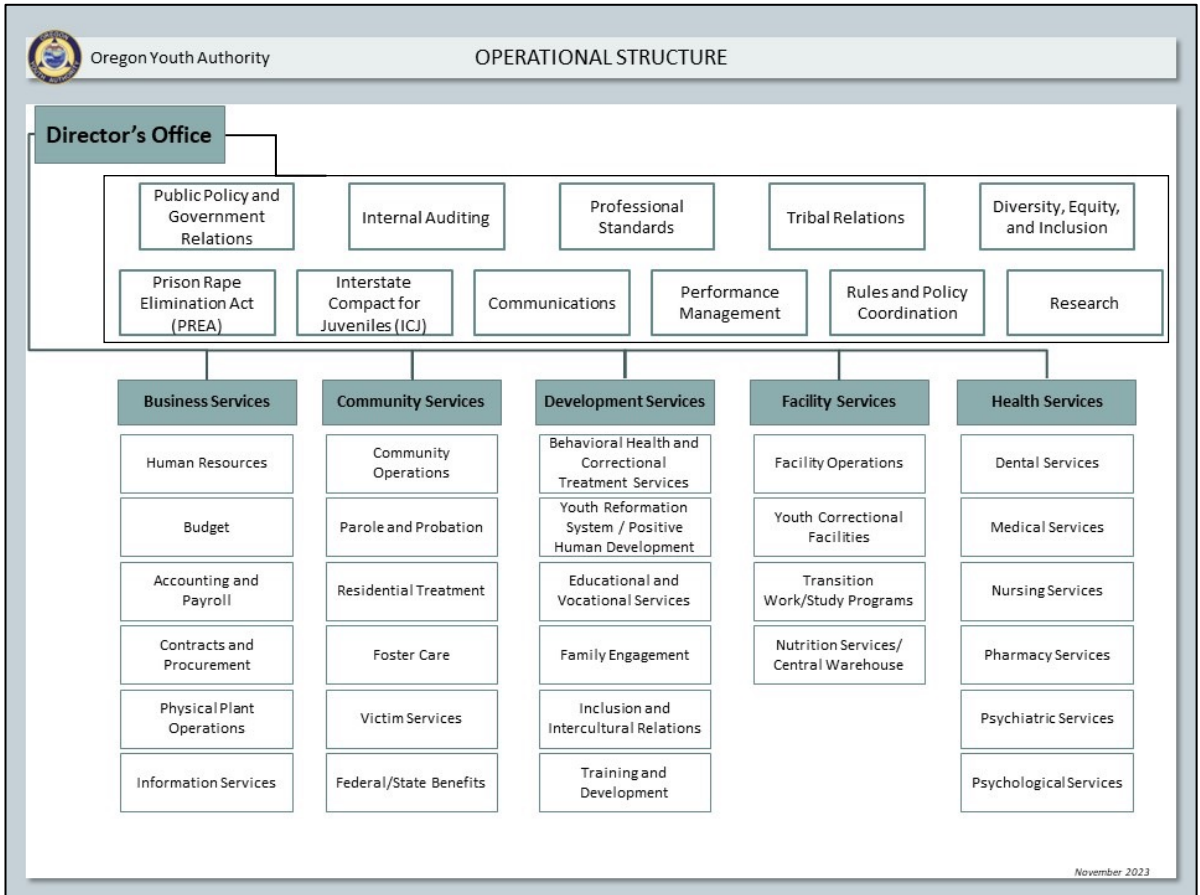 Oregon Youth Authority
OPERATIONAL STRUCTURE
Director’s Office
Public Policy and
Government
Relations
Internal Auditing
Professional
Standards
Tribal Relations
Diversity, Equity,
and Inclusion
Prison Rape
Elimination Act
(PREA)
Interstate
Compact for
Juveniles (ICJ)
Communications
Performance
Management
Rules and Policy
Coordination
Research
Business Services
Human Resources
Budget
Accounting and
Payroll
Contracts and
Procurement
Physical Plant
Operations
Information Services
Community Services
Community
Operations
Parole and Probation
Residential Treatment
Foster Care
Victim Services
Federal/State Benefits
Development Services
Behavioral Health and
Correctional
Treatment Services
Youth Reformation
System / Positive
Human Development
Educational and
Vocational Services
Family Engagement
Inclusion and
Intercultural Relations
Training and
Development
Facility Services
Facility Operations
Youth Correctional
Facilities
Transition
Work/Study Programs
Nutrition Services/
Central Warehouse
Health Services
Dental Services
Medical Services
Nursing Services
Pharmacy Services
Psychiatric Services
Psychological Services
November 2023